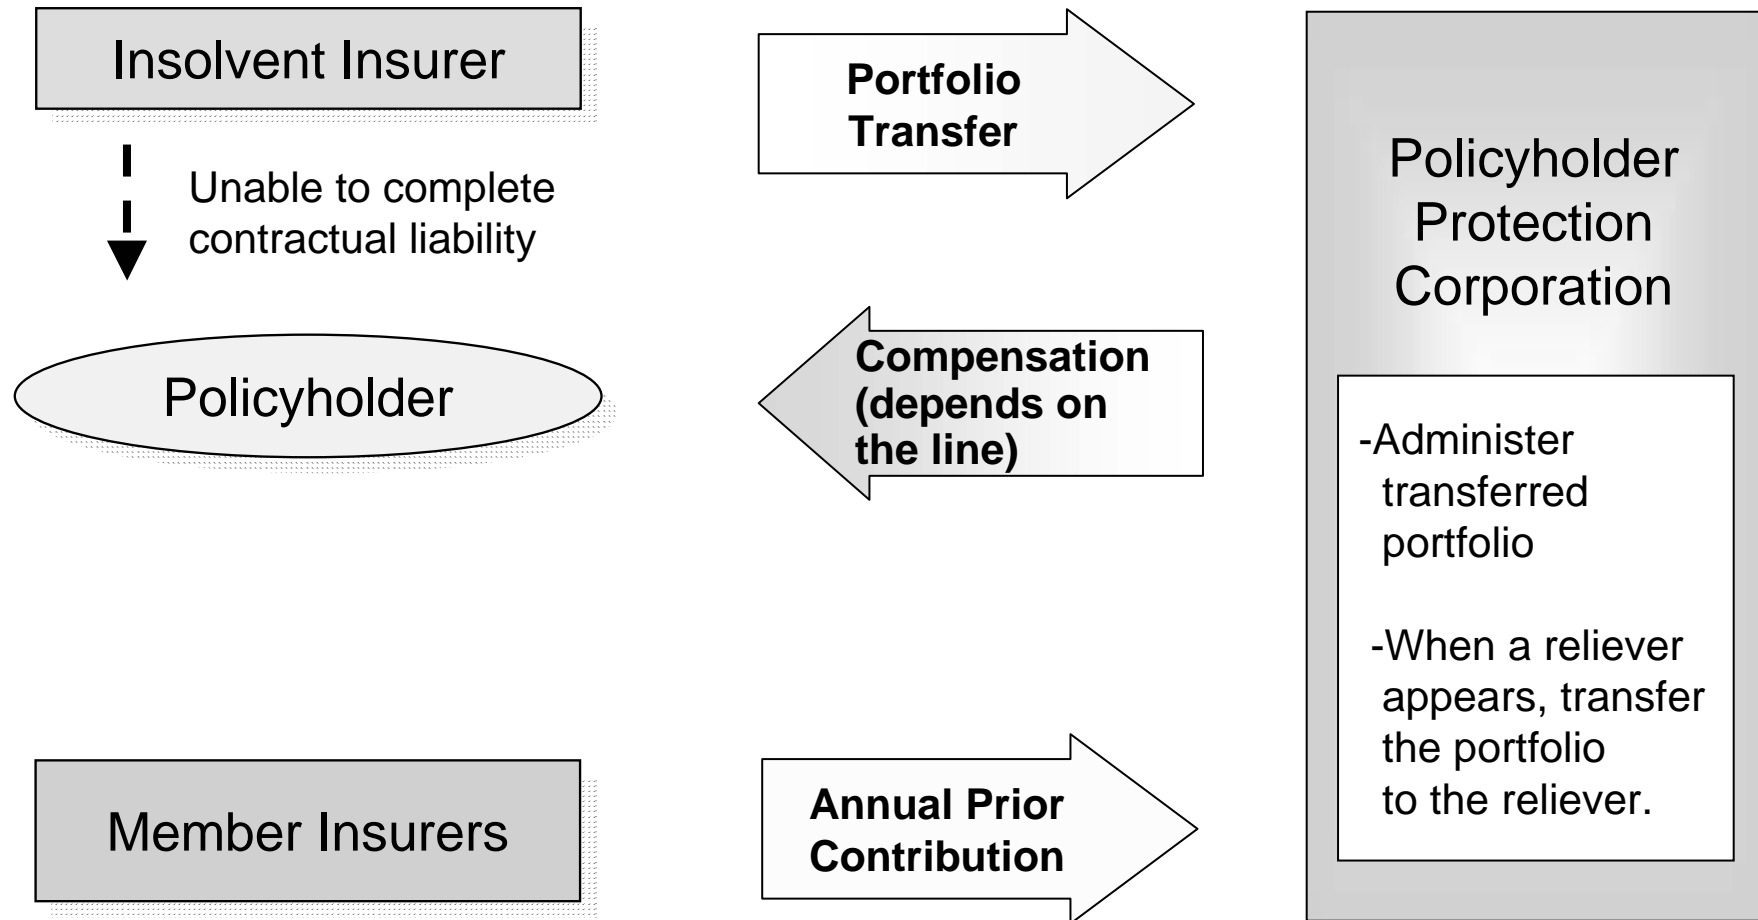 Insolvent Insurer
Portfolio
Transfer
Unable to complete
contractual liability
Policyholder
Protection
Corporation
Policyholder
Compensation
(depends on
the line)
-Administer
transferred
portfolio
-When a reliever
appears, transfer
the portfolio
to the reliever.
Member Insurers
Annual Prior
Contribution